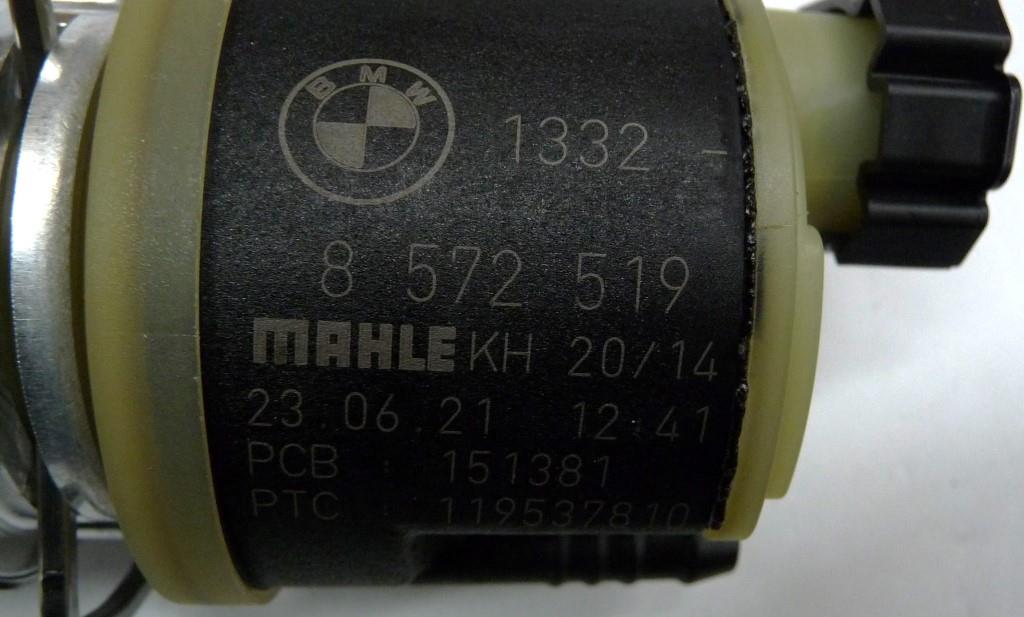 BMW 1332 -
8 572 519
MAHLE KH 20/14
23.06.21 12:41
PCB : 151381
PTC : 119537810